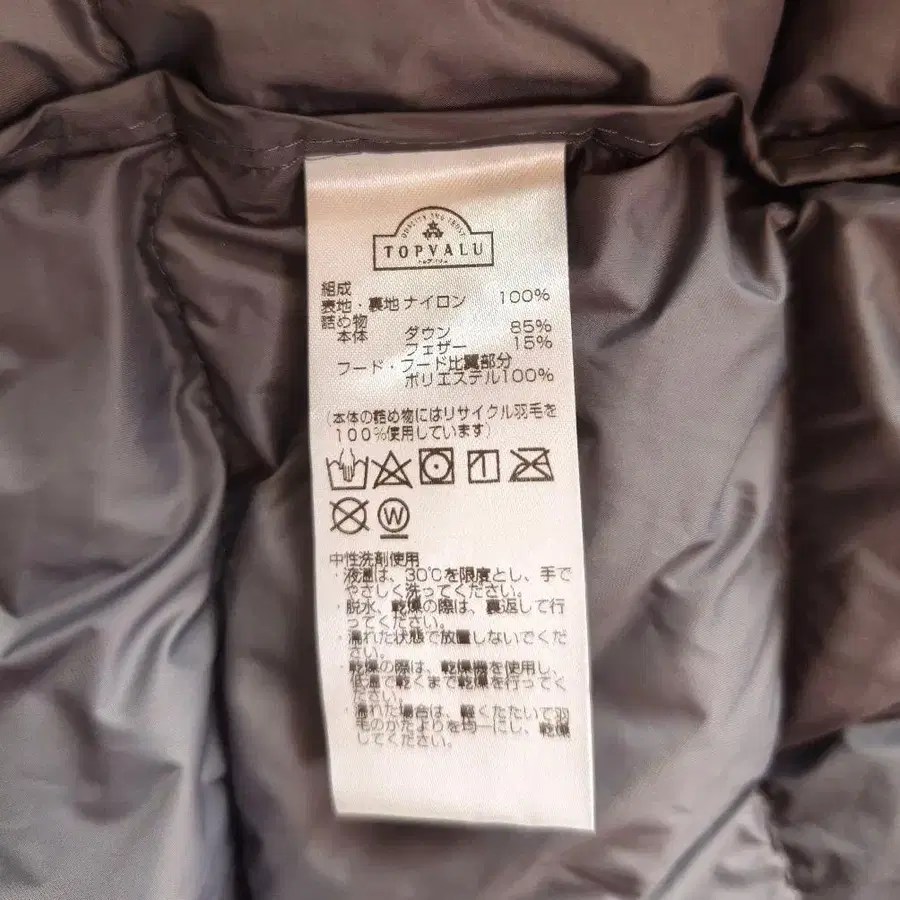 QUALITY AND TRUST
TOPVALU
トップバリュ
組成
表地・裏地 ナイロン 100%
詰め物
本体 ダウン 85%
フェザー 15%
フード・フード比翼部分
ポリエステル100%
(本体の詰め物にはリサイクル羽毛を
100%使用しています)
W
中性洗剤使用
・液温は、30℃を限度とし、手で
やさしく洗ってください。
・脱水、乾燥の際は、裏返して行
ってください。
・濡れた状態で放置しないでくだ
さい。
・乾燥の際は、乾燥機を使用し、
低温で乾くまで乾燥を行ってく
ださい。
・濡れた場合は、軽くたたいて羽
毛のかたよりを均一にし、乾燥
してください。